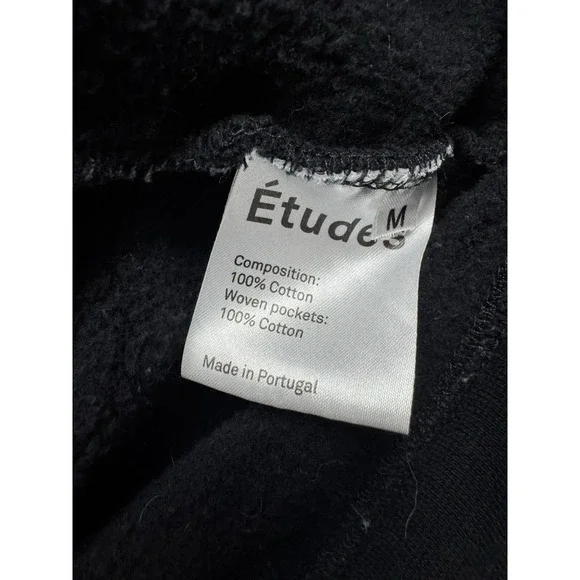 Études
M
Composition:
100% Cotton
Woven pockets:
100% Cotton
Made in Portugal